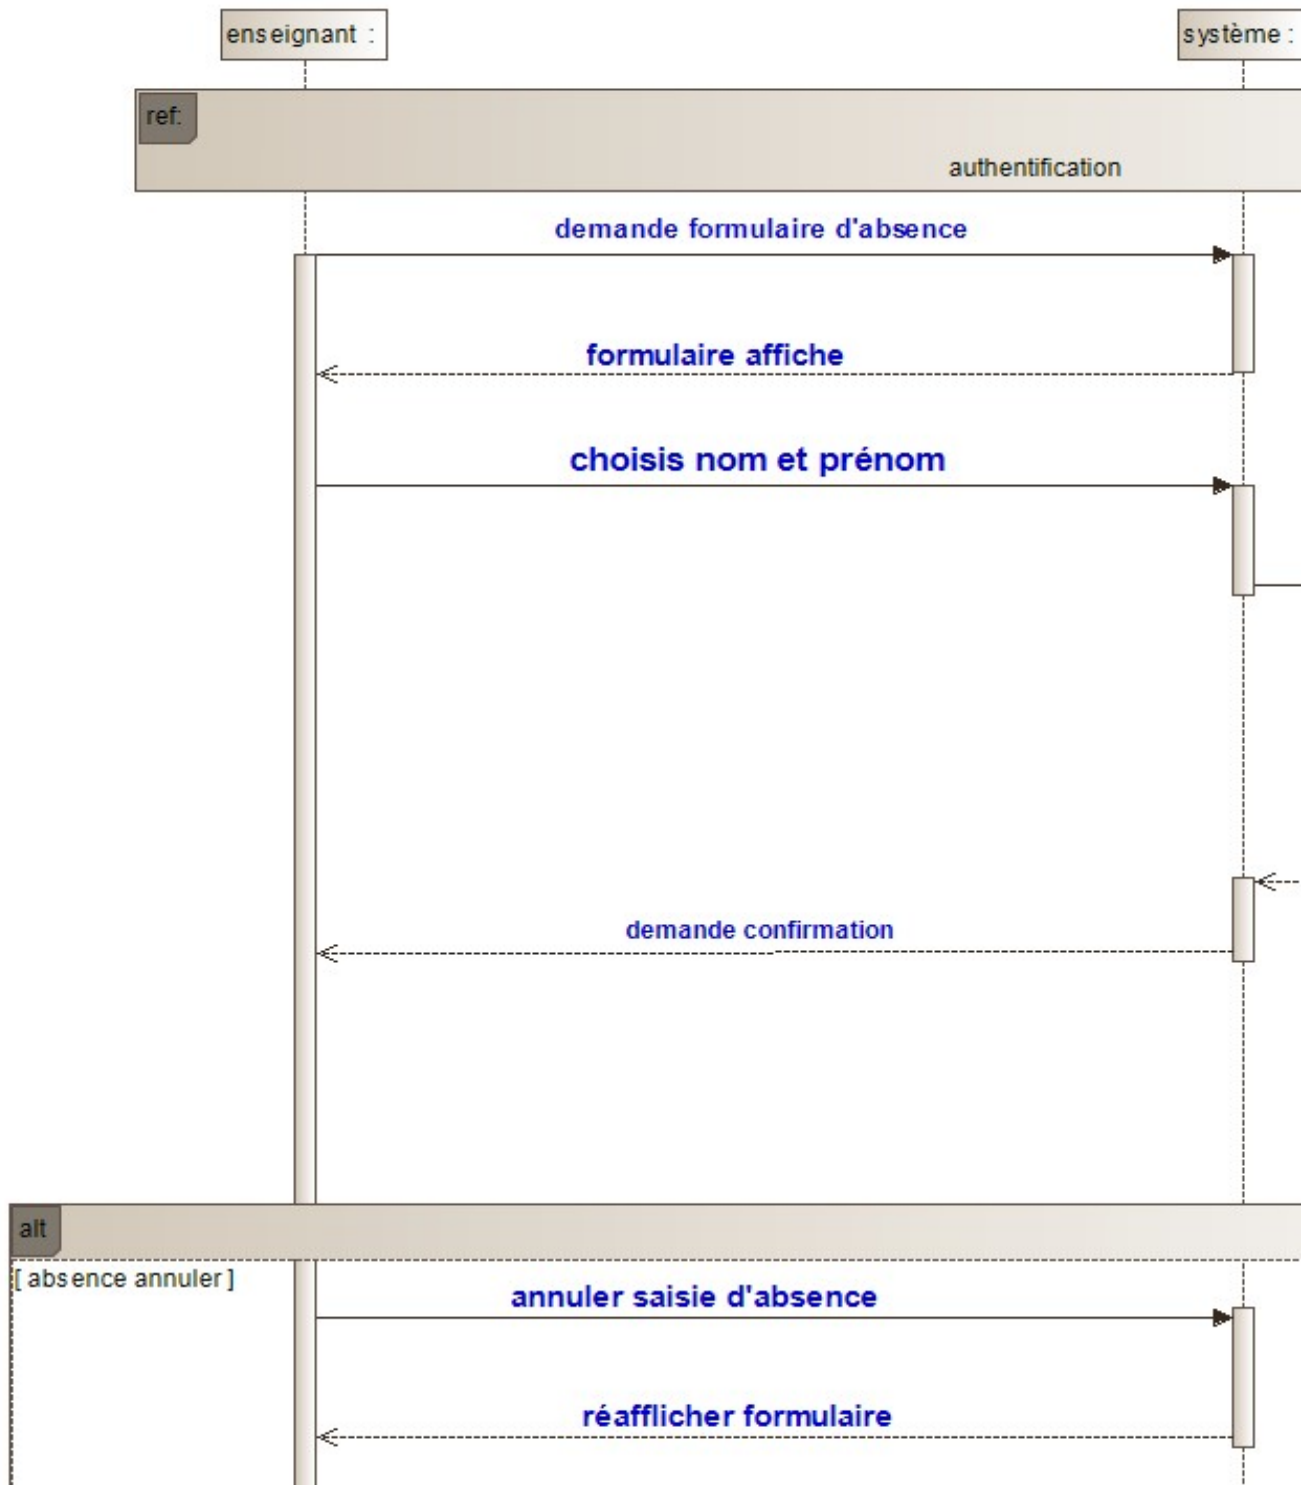 enseignant :
système :
ref:
authentification
demande formulaire d'absence
formulaire affiche
choisis nom et prénom
demande confirmation
alt
[ absence annuler ]
annuler saisie d'absence
réafflicher formulaire